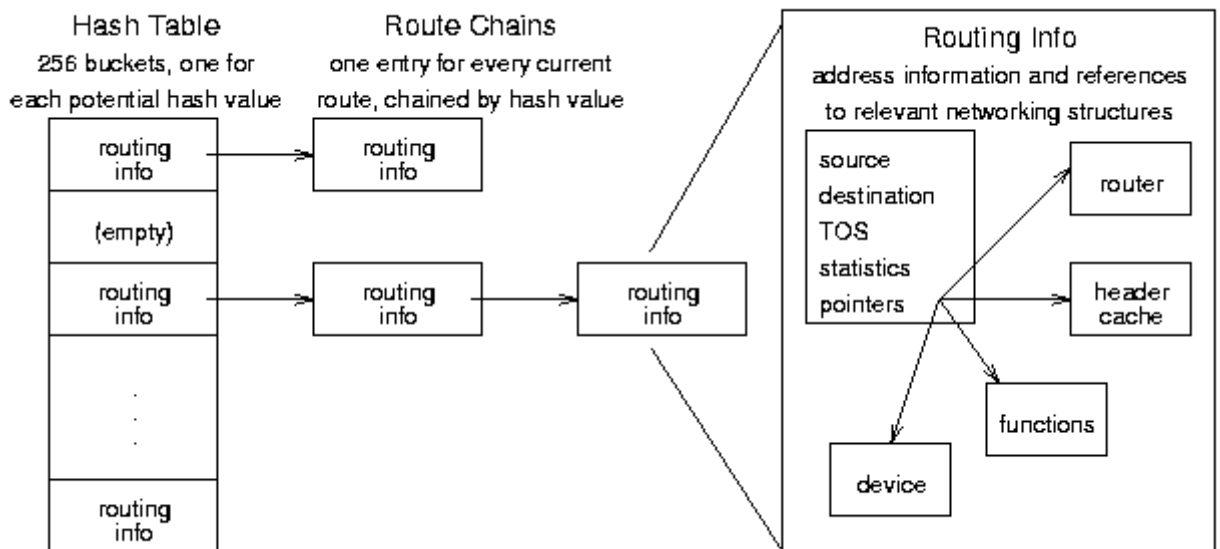 Hash Table
256 buckets, one for
each potential hash value
Route Chains
one entry for every current
route, chained by hash value
routing
info
routing
info
(empty)
routing
info
routing
info
routing
info
.
.
.
routing
info
Routing Info
address information and references
to relevant networking structures
source
destination
TOS
statistics
pointers
router
header
cache
functions
device